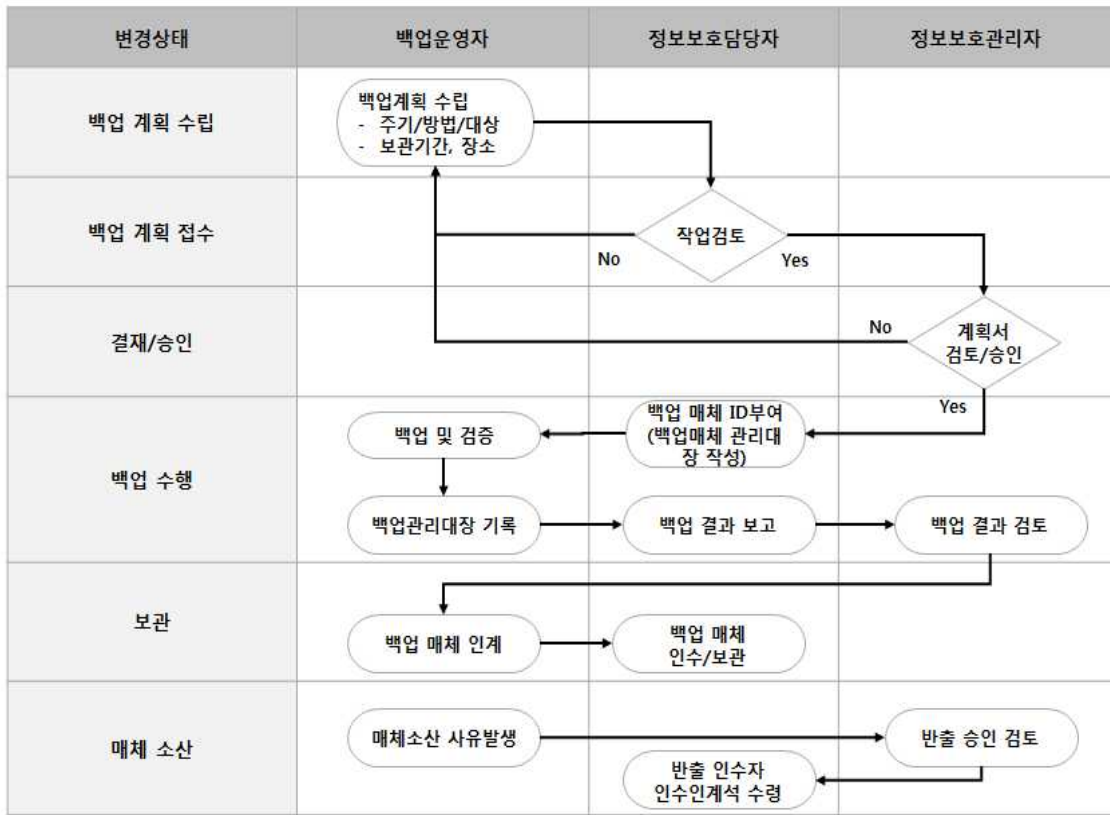 변경상태
백업운영자
정보보호담당자
정보보호관리자
백업 계획 수립
백업계획 수립
- 주기/방법/대상
- 보관기간, 장소
백업 계획 접수
작업검토
No
Yes
결재/승인
No
계획서
검토/승인
Yes
백업 수행
백업 매체 ID부여
(백업매체 관리대
장 작성)
백업 및 검증
백업관리대장 기록
백업 결과 보고
백업 결과 검토
보관
백업 매체 인계
백업 매체
인수/보관
매체 소산
매체소산 사유발생
반출 승인 검토
반출 인수자
인수인계석 수령